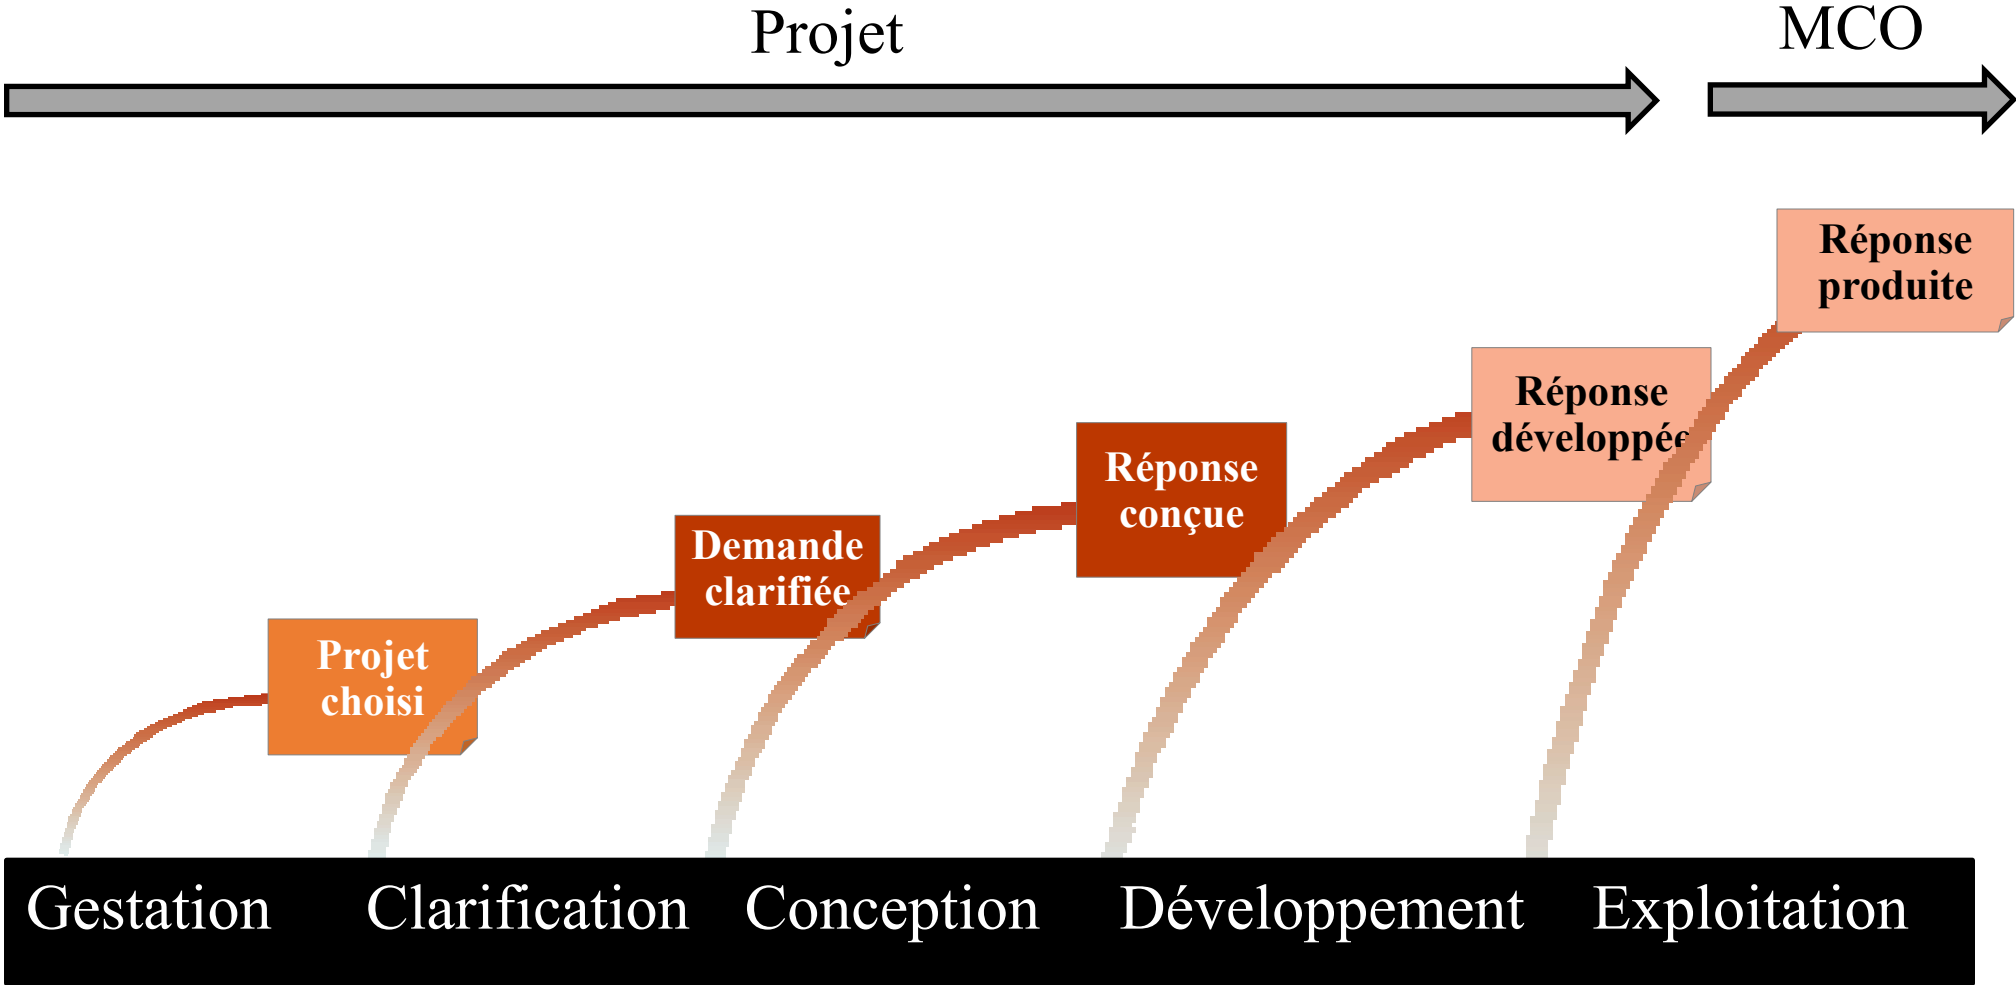 Projet
MCO
Réponse
produite
Réponse
développée
Réponse
conçue
Demande
clarifiée
Projet
choisi
Gestation Clarification Conception Développement Exploitation